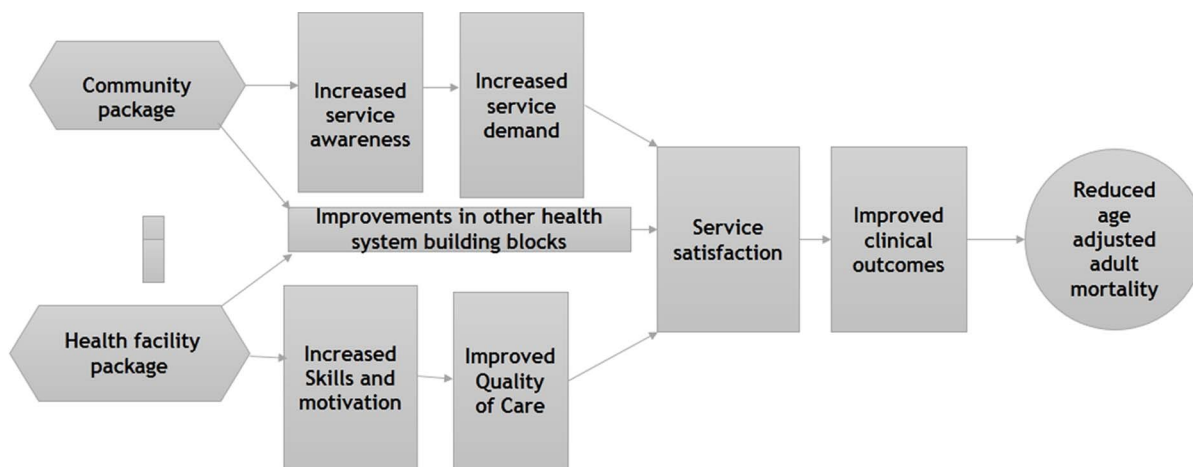 Community
package
Increased
service
awareness
Increased
service
demand
Improvements in other health
system building blocks
Health facility
package
Increased
Skills and
motivation
Improved
Quality
of Care
Service
satisfaction
Improved
clinical
outcomes
Reduced
age
adjusted
adult
mortality